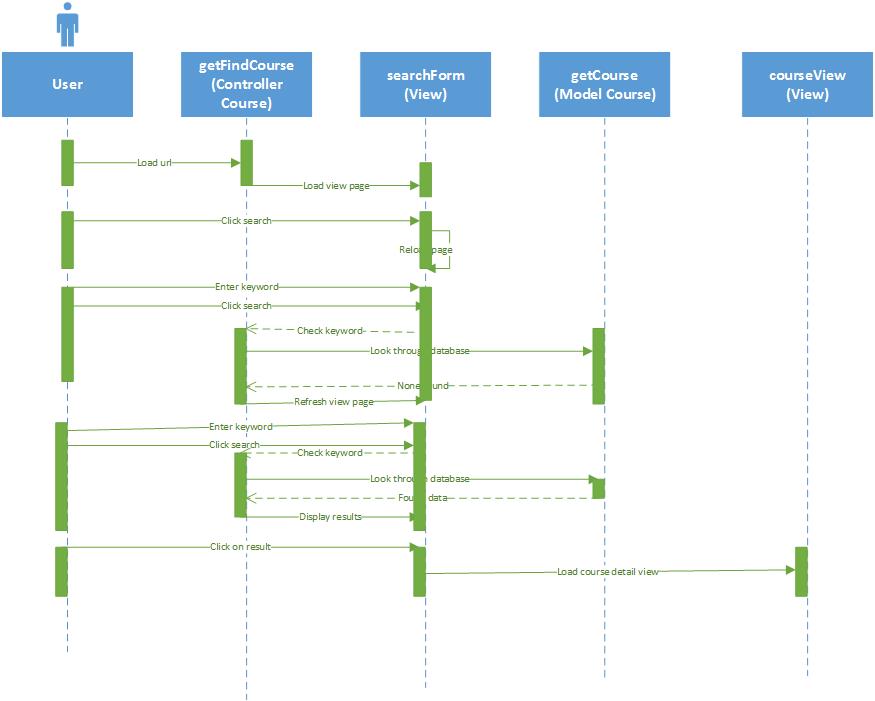 User
getFindCourse
(Controller
Course)
searchForm
(View)
getCourse
(Model Course)
courseView
(View)
Load url
Load view page
Click search
Reload page
Enter keyword
Click search
Check keyword
Look through database
None found
Refresh view page
Enter keyword
Click search
Check keyword
Look through database
Found data
Display results
Click on result
Load course detail view